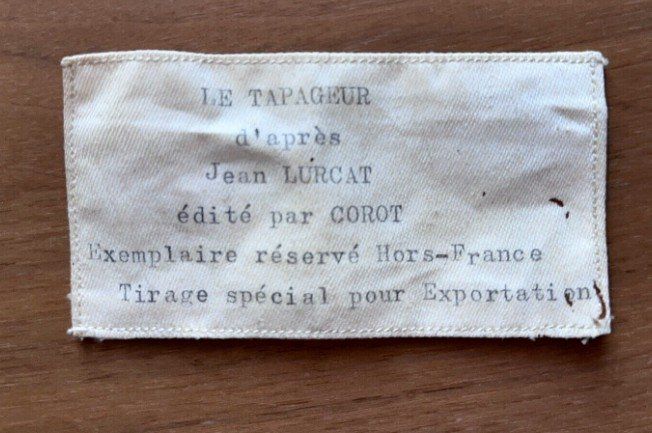 LE TAPAGEUR
d'après
Jean LURCAT
édité par COROT
Exemplaire réservé Hors-France
Tirage spécial pour Exportation